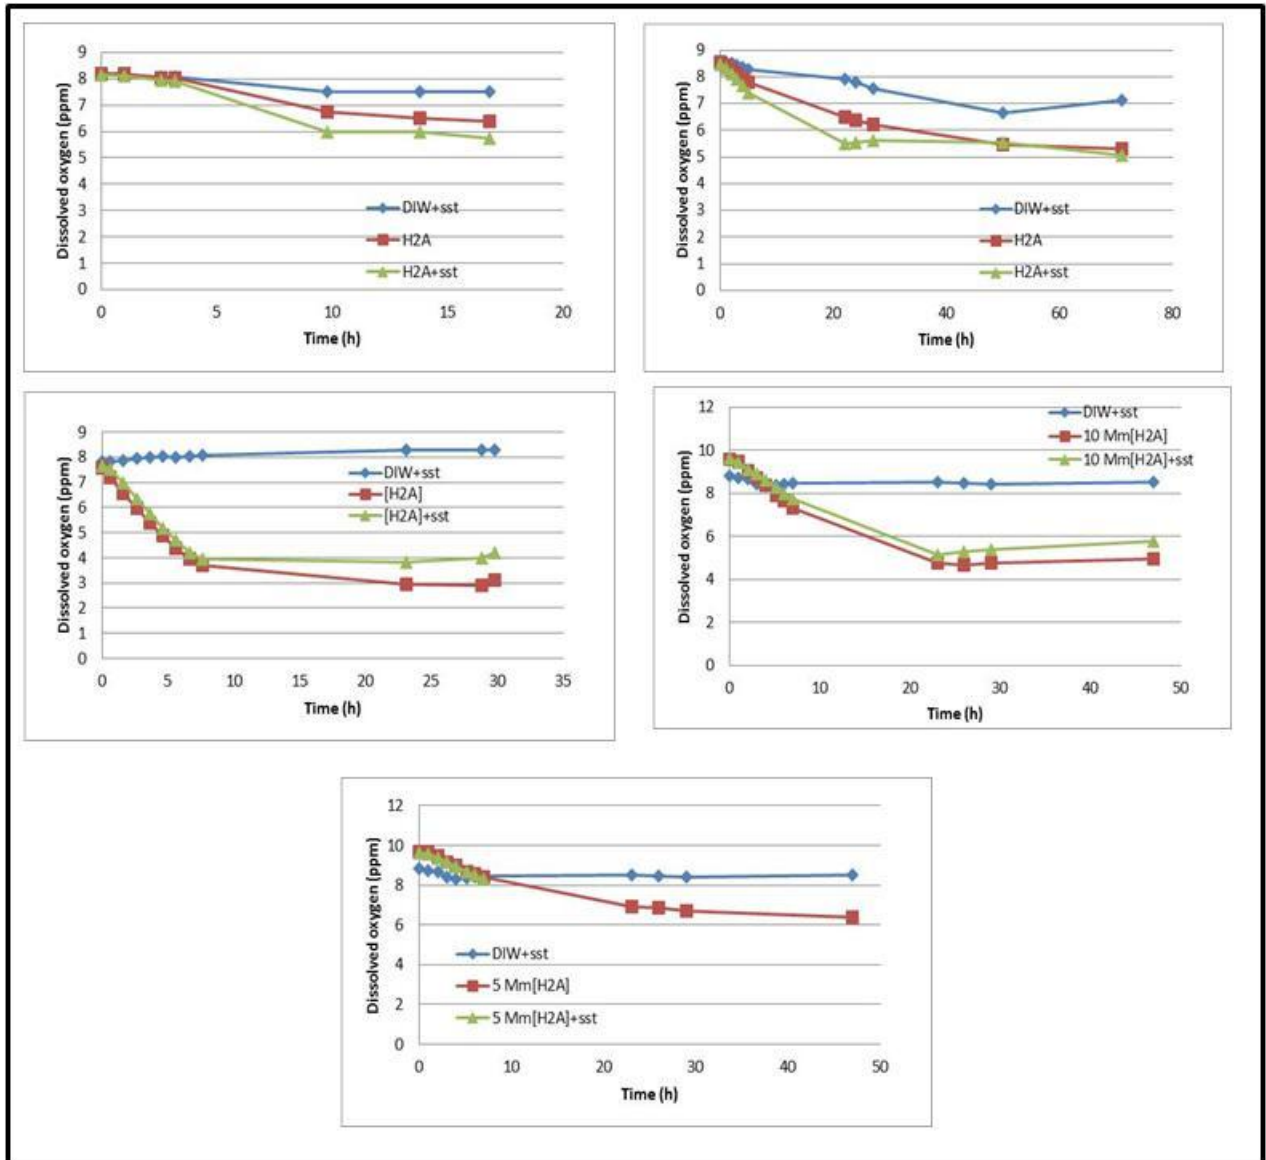 9
8
7
6
5
4
3
2
1
0
Dissolved oxygen (ppm)
DIW+sst
H2A
H2A+sst
0 5 10 15 20
Time (h)
9
8
7
6
5
4
3
2
1
0
Dissolved oxygen (ppm)
DIW+sst
H2A
H2A+sst
0 20 40 60 80
Time (h)
9
8
7
6
5
4
3
2
1
0
Dissolved oxygen (ppm)
DIW+sst
[H2A]
[H2A]+sst
0 5 10 15 20 25 30 35
Time (h)
12
10
8
6
4
2
0
Dissolved oxygen (ppm)
DIW+sst
10 Mm[H2A]
10 Mm[H2A]+sst
0 10 20 30 40 50
Time (h)
12
10
8
6
4
2
0
Dissolved oxygen (ppm)
DIW+sst
5 Mm[H2A]
5 Mm[H2A]+sst
0 10 20 30 40 50
Time (h)